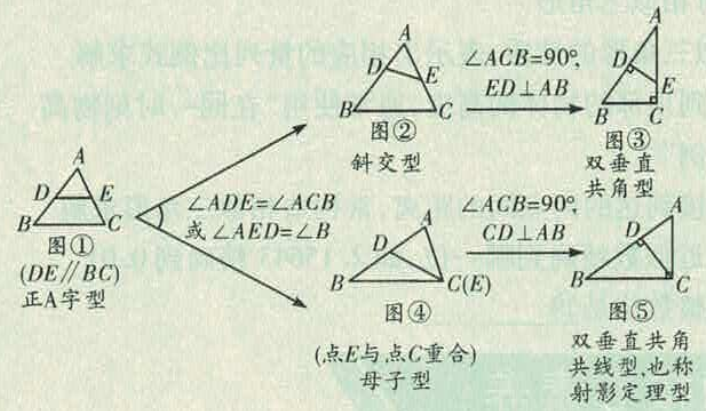 A
D
E
B
C
图①
(DE∥BC)
正A字型
∠ADE=∠ACB
或∠AED=∠B
A
D
E
B
C
图②
斜交型
∠ACB=90°,
ED⊥AB
A
D
E
B
C
图③
双垂直
共角型
A
D
B
C(E)
图④
(点E与点C重合)
母子型
∠ACB=90°,
CD⊥AB
A
D
B
C
图⑤
双垂直共角
共线型,也称
射影定理型